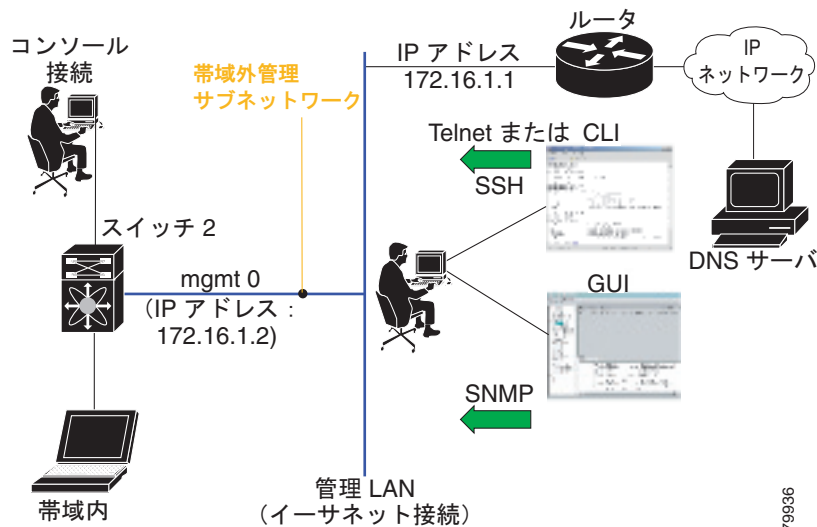 コンソール
接続
帯域外管理
サブネットワーク
IP アドレス
172.16.1.1
ルータ
IP
ネットワーク
Telnet または CLI
SSH
スイッチ 2
mgmt 0
（IP アドレス：
172.16.1.2)
DNS サーバ
GUI
SNMP
帯域内
管理 LAN
（イーサネット接続）
79936